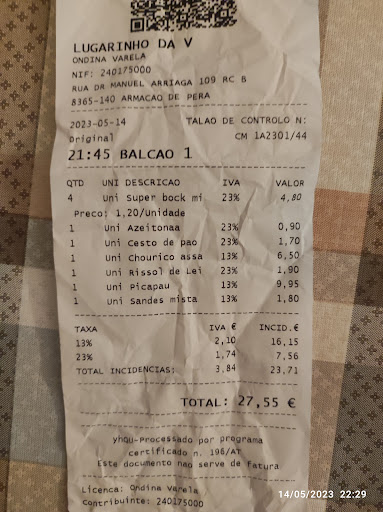 LUGARINHO DA V
ONDINA VARELA
NIF: 240175000
RUA DR MANUEL ARRIAGA 109 RC B
8365-140 ARMACAO DE PERA
2023-05-14 TALAO DE CONTROLO N:
Original CM 1A2301/44
21:45 BALCAO 1
QTD UNI DESCRICAO IVA VALOR
4 Uni Super bock mi 23% 4,80
Preco: 1,20/Unidade
1 Uni Azeitonaa 23% 0,90
1 Uni Cesto de pao 23% 1,70
1 Uni Chourico assa 13% 6,50
1 Uni Rissol de Lei 23% 1,90
1 Uni Picapau 13% 9,95
1 Uni Sandes mista 13% 1,80
TAXA IVA € INCID.€
13% 2,10 16,15
23% 1,74 7,56
TOTAL INCIDENCIAS: 3,84 23,71
TOTAL: 27,55 €
yhGU-Processado por programa
certificado n. 196/AT
Este documento nao serve de fatura
Licenca: Ondina Varela
Contribuinte: 240175000
14/05/2023 22:29